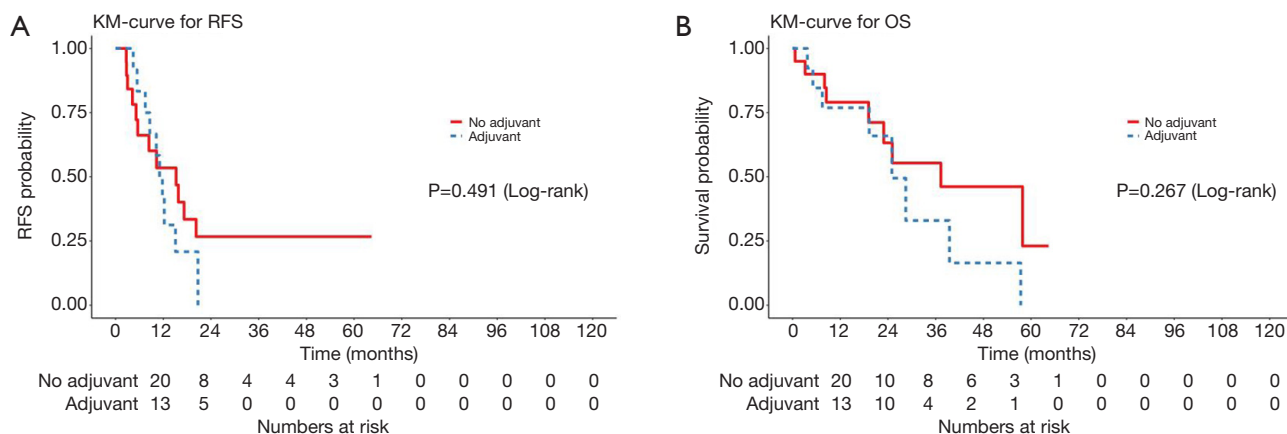 A
KM-curve for RFS
1.00
0.75
0.50
0.25
0.00
RFS probability
No adjuvant
Adjuvant
P=0.491 (Log-rank)
0 12 24 36 48 60 72 84 96 108 120
Time (months)
No adjuvant 20 8 4 4 3 1 0 0 0 0 0
Adjuvant 13 5 0 0 0 0 0 0 0 0 0
Numbers at risk
B
KM-curve for OS
1.00
0.75
0.50
0.25
0.00
Survival probability
No adjuvant
Adjuvant
P=0.267 (Log-rank)
0 12 24 36 48 60 72 84 96 108 120
Time (months)
No adjuvant 20 10 8 6 3 1 0 0 0 0 0
Adjuvant 13 10 4 2 1 0 0 0 0 0 0
Numbers at risk